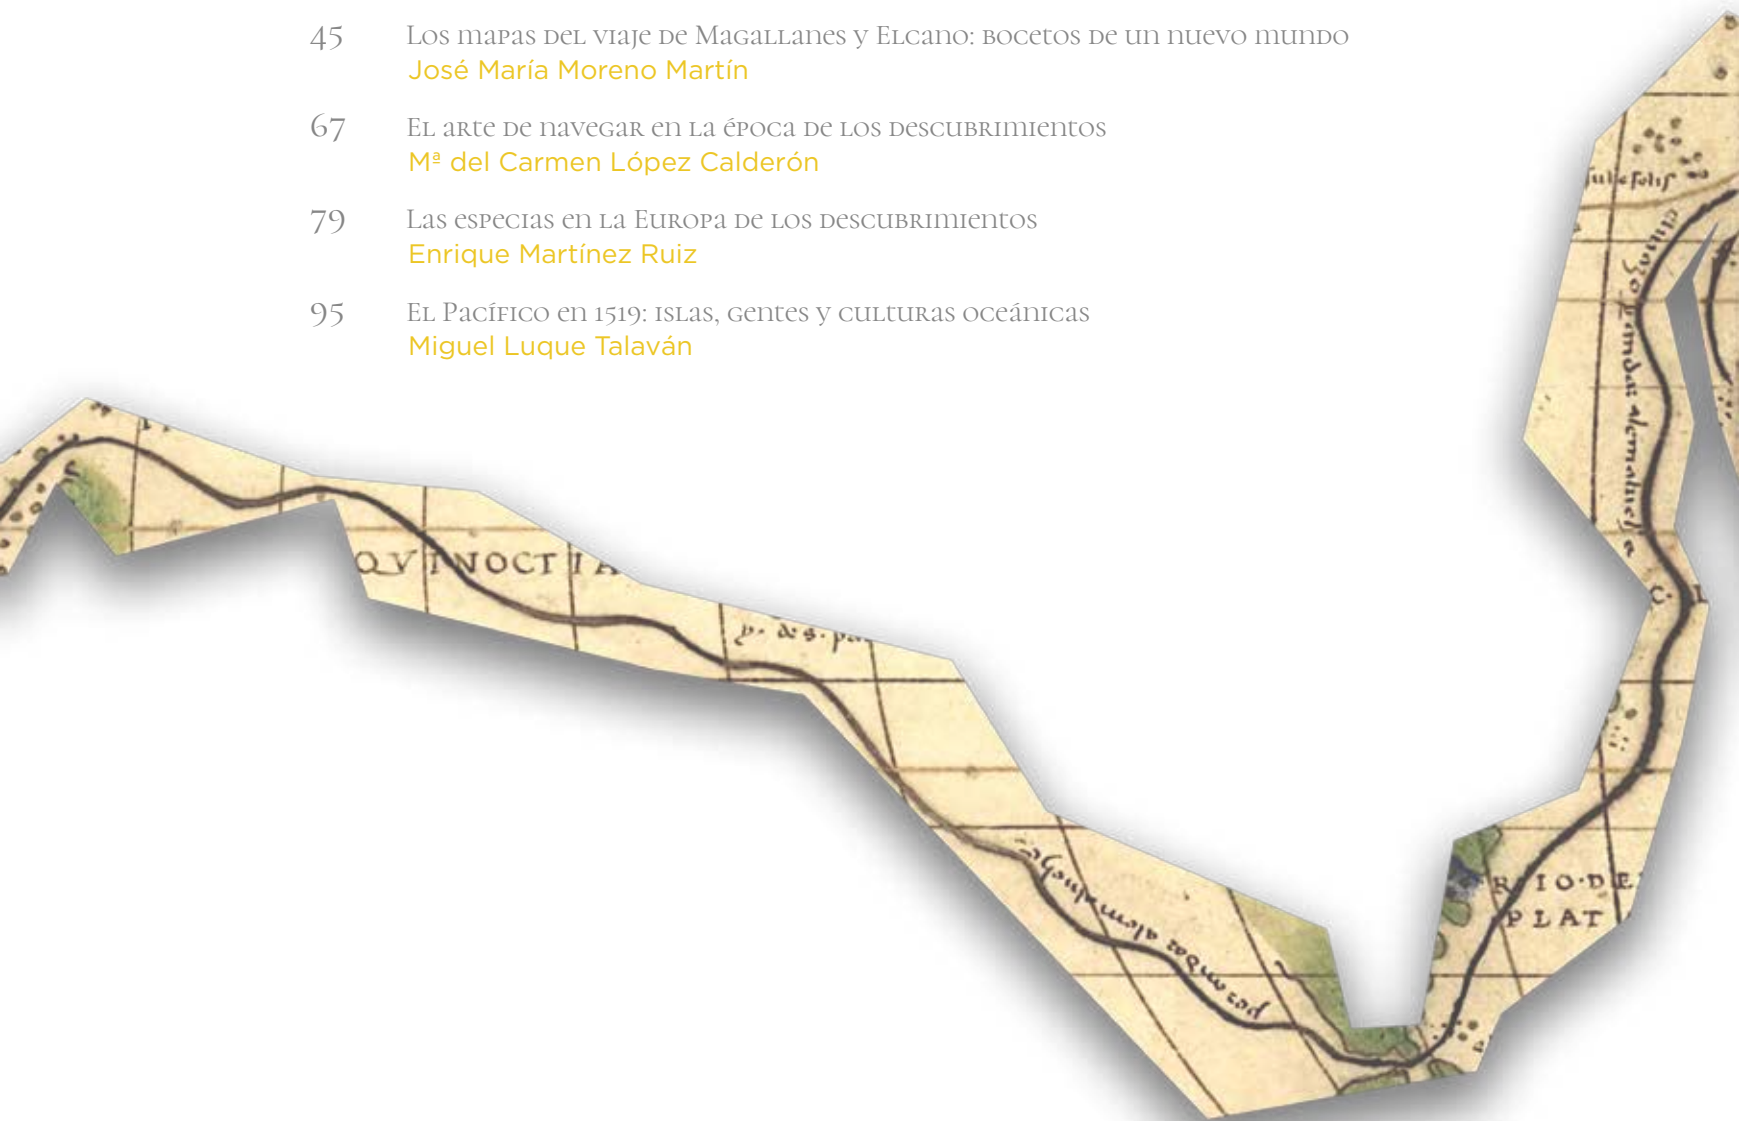 45 Los mapas del viaje de Magallanes y Elcano: bocetos de un nuevo mundo
José María Moreno Martín
67 El arte de navegar en la época de los descubrimientos
Mª del Carmen López Calderón
79 Las especias en la Europa de los descubrimientos
Enrique Martínez Ruiz
95 El Pacífico en 1519: islas, gentes y culturas oceánicas
Miguel Luque Talaván
QVINOCTIA
RIO·DE
PLAT